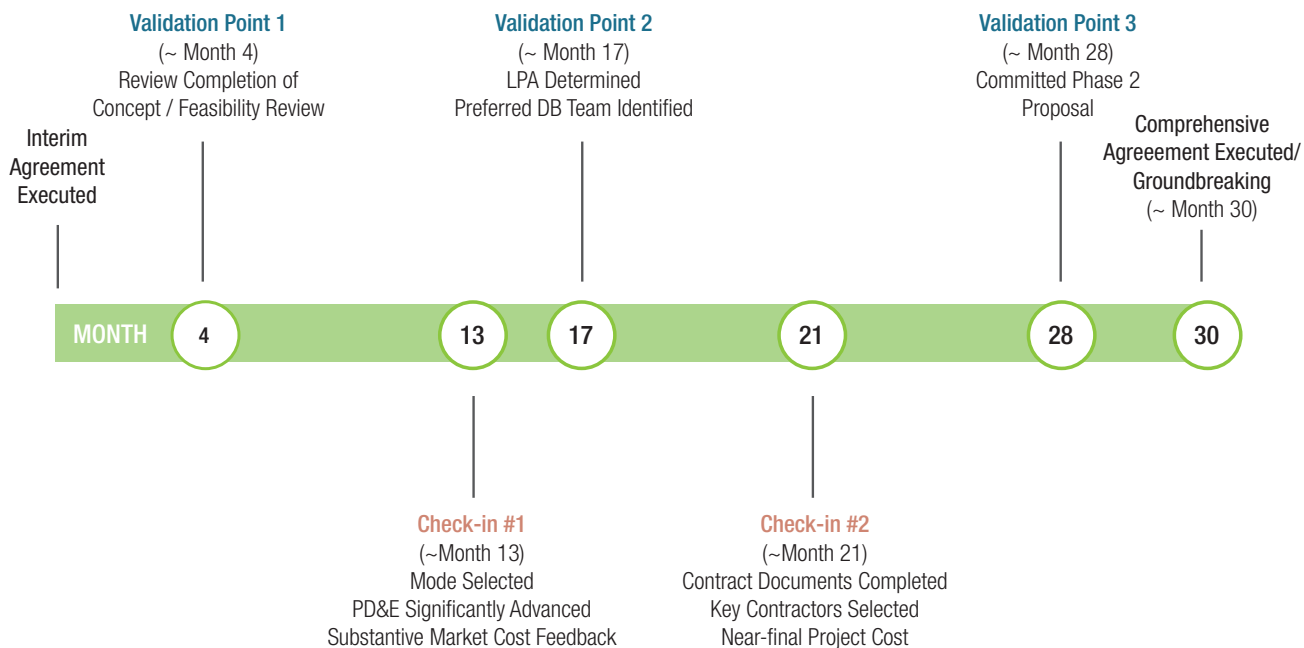 Validation Point 1
(~ Month 4)
Review Completion of
Concept / Feasibility Review
Validation Point 2
(~ Month 17)
LPA Determined
Preferred DB Team Identified
Validation Point 3
(~ Month 28)
Committed Phase 2
Proposal
Interim
Agreement
Executed
Comprehensive
Agreeement Executed/
Groundbreaking
(~ Month 30)
MONTH
4
13
17
21
28
30
Check-in #1
(~Month 13)
Mode Selected
PD&E Significantly Advanced
Substantive Market Cost Feedback
Check-in #2
(~Month 21)
Contract Documents Completed
Key Contractors Selected
Near-final Project Cost